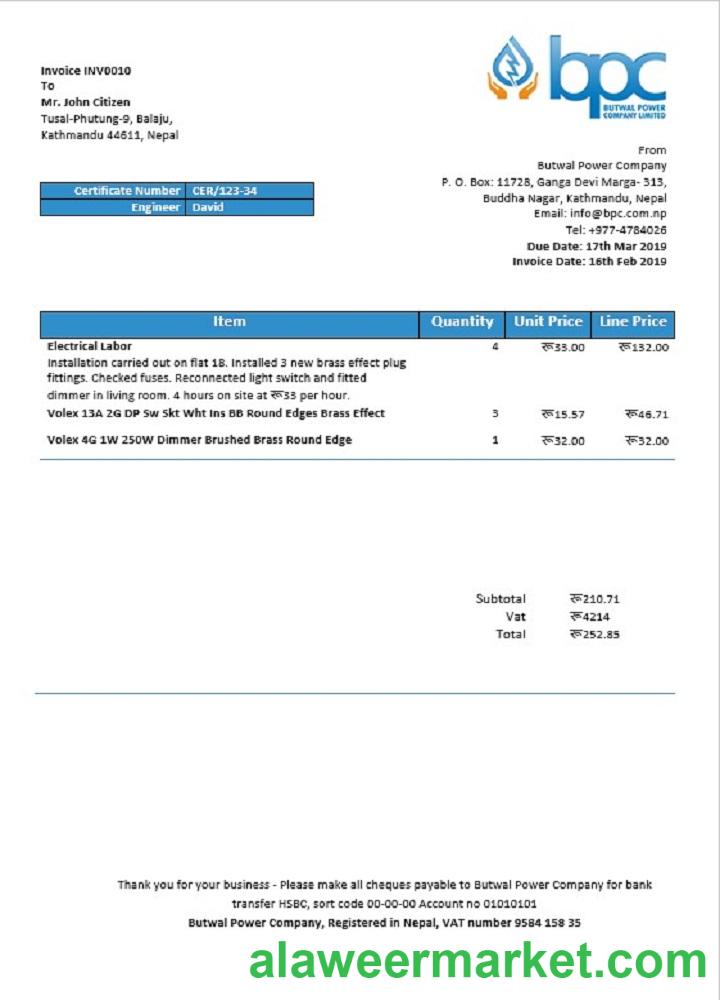 Invoice INV0010
To
Mr. John Citizen
Tusal-Phutung-9, Balaju,
Kathmandu 44611, Nepal
bpc
BUTWAL POWER
COMPANY LIMITED
From
Butwal Power Company
P. O. Box: 11728, Ganga Devi Marga- 313,
Buddha Nagar, Kathmandu, Nepal
Email: info@bpc.com.np
Tel: +977-4784026
Due Date: 17th Mar 2019
Invoice Date: 16th Feb 2019
Certificate Number CER/123-34
Engineer David
Item Quantity Unit Price Line Price
Electrical Labor 4 रू33.00 रू132.00
Installation carried out on flat 18. Installed 3 new brass effect plug
fittings. Checked fuses. Reconnected light switch and fitted
dimmer in living room. 4 hours on site at रू33 per hour.
Volex 13A 2G DP Sw Skt Wht Ins BB Round Edges Brass Effect 3 रू15.57 रू46.71
Volex 4G 1W 250W Dimmer Brushed Brass Round Edge 1 रू32.00 रू32.00
Subtotal रू210.71
Vat रू4214
Total रू252.85
Thank you for your business - Please make all cheques payable to Butwal Power Company for bank
transfer HSBC, sort code 00-00-00 Account no 01010101
Butwal Power Company, Registered in Nepal, VAT number 9584 158 35
alaweermarket.com